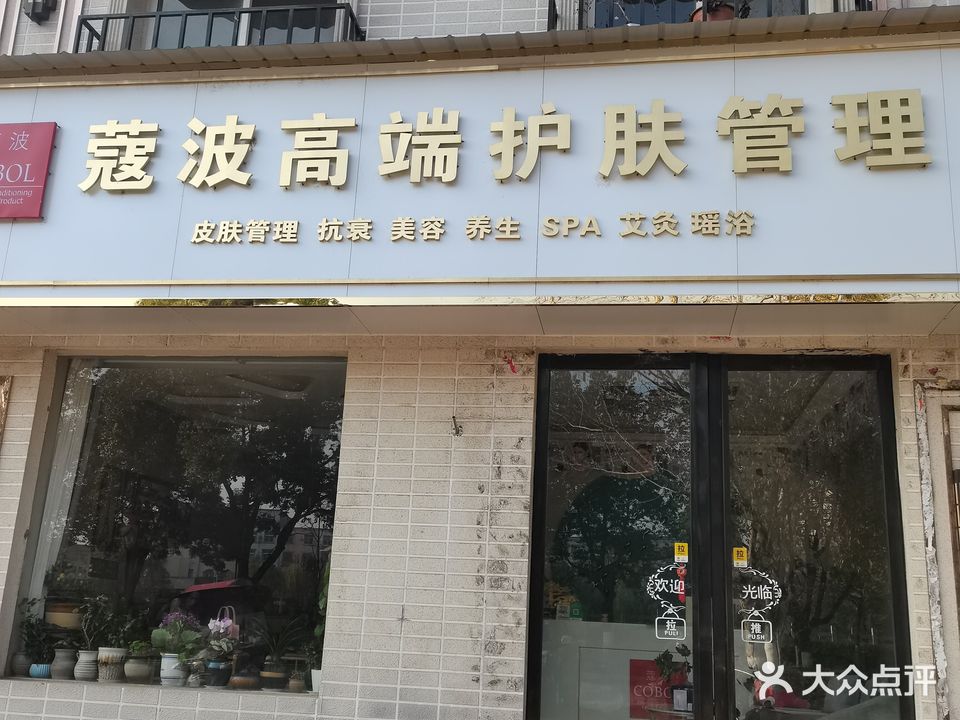 蔻波高端护肤管理
波
皮肤管理 抗衰 美容 养生 SPA 艾灸 瑶浴
拉
拉
欢迎
光临
拉
PULL
推
PUSH
大众点评